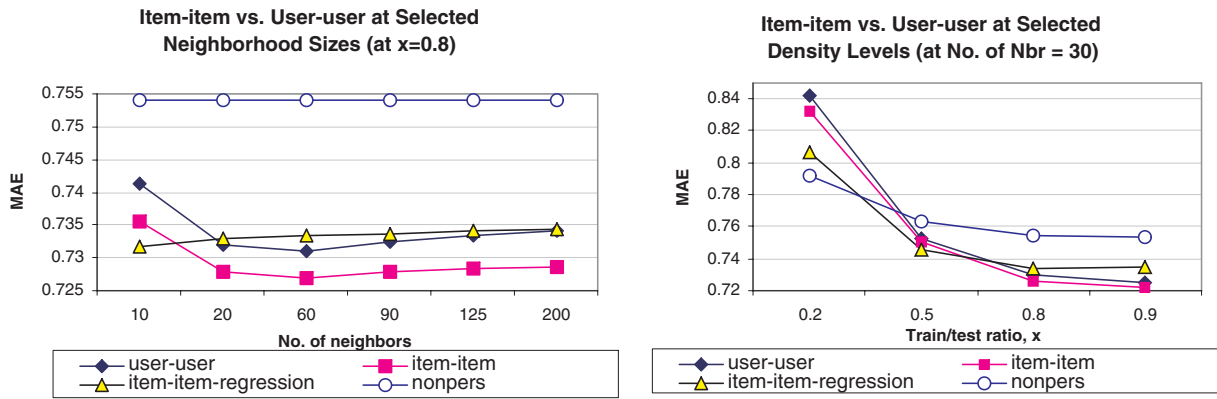 Item-item vs. User-user at Selected
Neighborhood Sizes (at x=0.8)
0.755
0.75
0.745
0.74
0.735
0.73
0.725
MAE
10 20 60 90 125 200
No. of neighbors
user-user item-item
item-item-regression nonpers
Item-item vs. User-user at Selected
Density Levels (at No. of Nbr = 30)
0.84
0.82
0.8
0.78
0.76
0.74
0.72
MAE
0.2 0.5 0.8 0.9
Train/test ratio, x
user-user item-item
item-item-regression nonpers